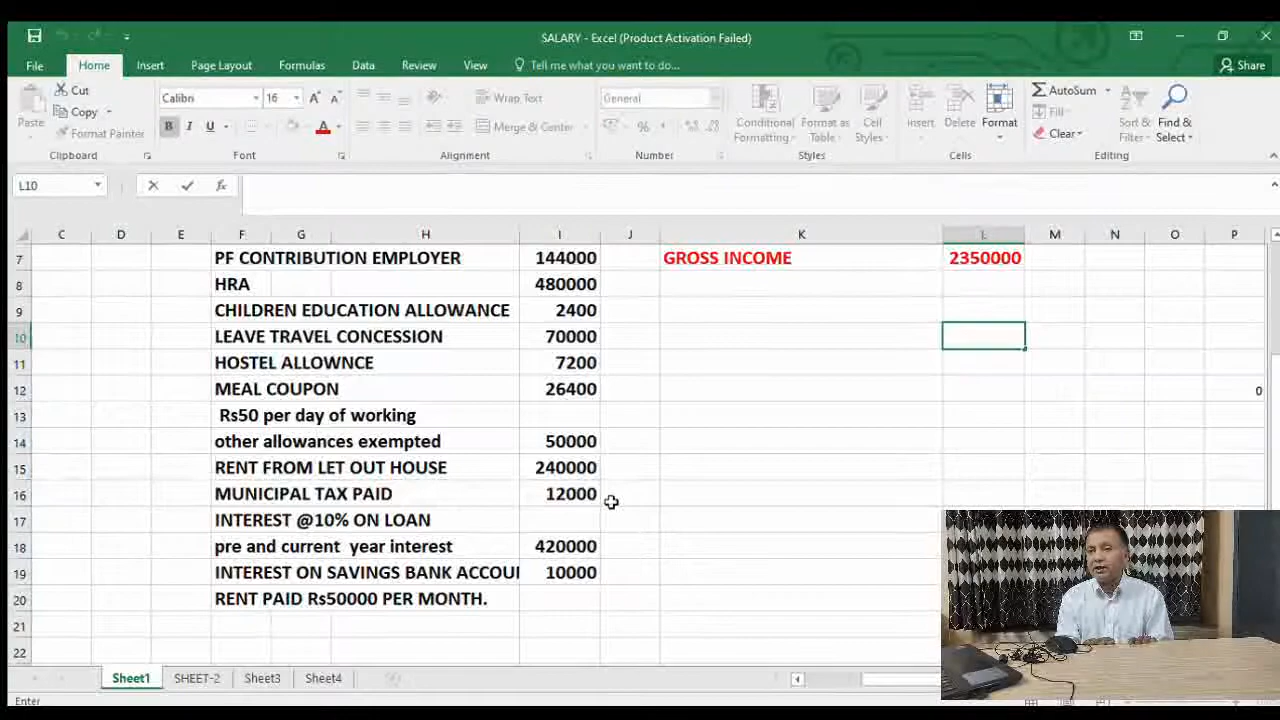 SALARY - Excel (Product Activation Failed)
File Home Insert Page Layout Formulas Data Review View Tell me what you want to do... Share
Paste
Cut
Copy
Format Painter
Calibri 16 A A
B I U A
Wrap Text
Merge & Center
General
%
Conditional Formatting
Format as Table
Cell Styles
Insert
Delete
Format
AutoSum
Fill
Clear
Sort & Filter
Find & Select
Clipboard Font Alignment Number Styles Cells Editing
L10 fx
C D E F G H I J K L M N O P
7 PF CONTRIBUTION EMPLOYER 144000 GROSS INCOME 2350000
8 HRA 480000
9 CHILDREN EDUCATION ALLOWANCE 2400
10 LEAVE TRAVEL CONCESSION 70000
11 HOSTEL ALLOWNCE 7200
12 MEAL COUPON 26400 0
13 Rs50 per day of working
14 other allowances exempted 50000
15 RENT FROM LET OUT HOUSE 240000
16 MUNICIPAL TAX PAID 12000
17 INTEREST @10% ON LOAN
18 pre and current year interest 420000
19 INTEREST ON SAVINGS BANK ACCOU 10000
20 RENT PAID Rs50000 PER MONTH.
21
22
Sheet1 SHEET-2 Sheet3 Sheet4
Enter